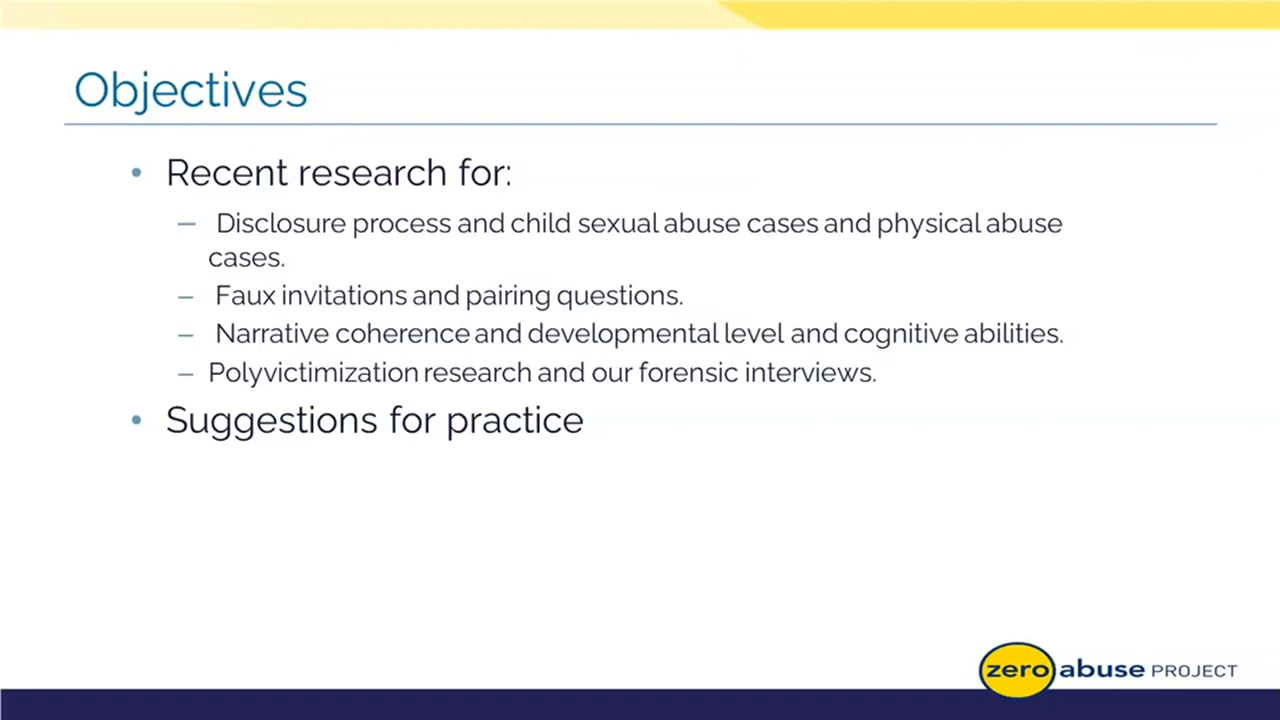 Objectives
• Recent research for:
– Disclosure process and child sexual abuse cases and physical abuse
cases.
– Faux invitations and pairing questions.
– Narrative coherence and developmental level and cognitive abilities.
– Polyvictimization research and our forensic interviews.
• Suggestions for practice
zero abuse PROJECT